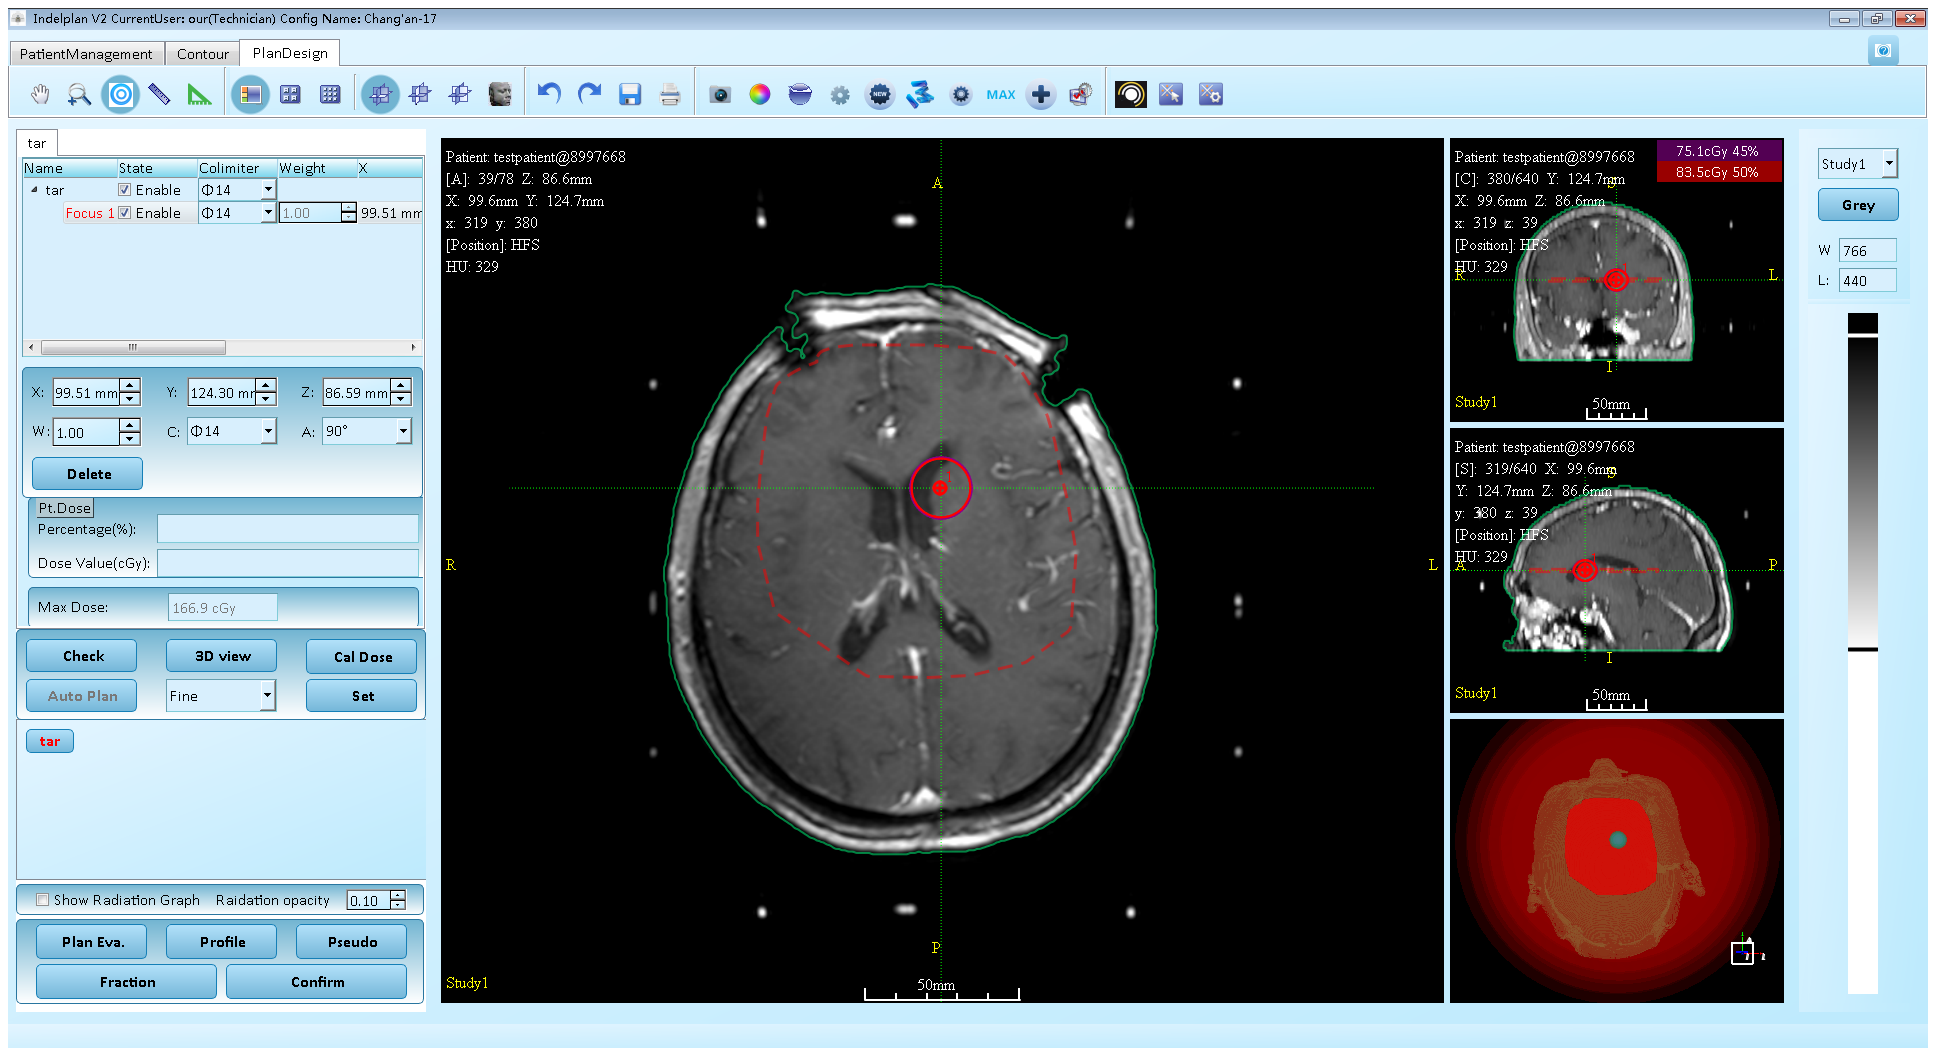 Indelplan V2 CurrentUser: our(Technician) Config Name: Chang'an-17
PatientManagement Contour PlanDesign
NEW MAX
tar
Name State Colimiter Weight X
tar Enable Φ14
Focus 1 Enable Φ14 1.00 99.51 mm
X: 99.51 mm Y: 124.30 mr Z: 86.59 mm
W: 1.00 C: Φ14 A: 90°
Delete
Pt.Dose
Percentage(%):
Dose Value(cGy):
Max Dose: 166.9 cGy
Check 3D view Cal Dose
Auto Plan Fine Set
tar
Show Radiation Graph Raidation opacity 0.10
Plan Eva. Profile Pseudo
Fraction Confirm
Patient: testpatient@8997668
[A]: 39/78 Z: 86.6mm
X: 99.6mm Y: 124.7mm
x: 319 y: 380
[Position]: HFS
HU: 329
A
R
L
P
Study1
50mm
75.1cGy 45%
83.5cGy 50%
Patient: testpatient@8997668
[C]: 380/640 Y: 124.7mm
X: 99.6mm Z: 86.6mm
x: 319 z: 39
[Position]: HFS
HU: 329
S
R
L
I
Study1
50mm
Patient: testpatient@8997668
[S]: 319/640 X: 99.6mm
Y: 124.7mm Z: 86.6mm
y: 380 z: 39
[Position]: HFS
HU: 329
S
A
P
I
Study1
50mm
Study1
Grey
W 766
L: 440